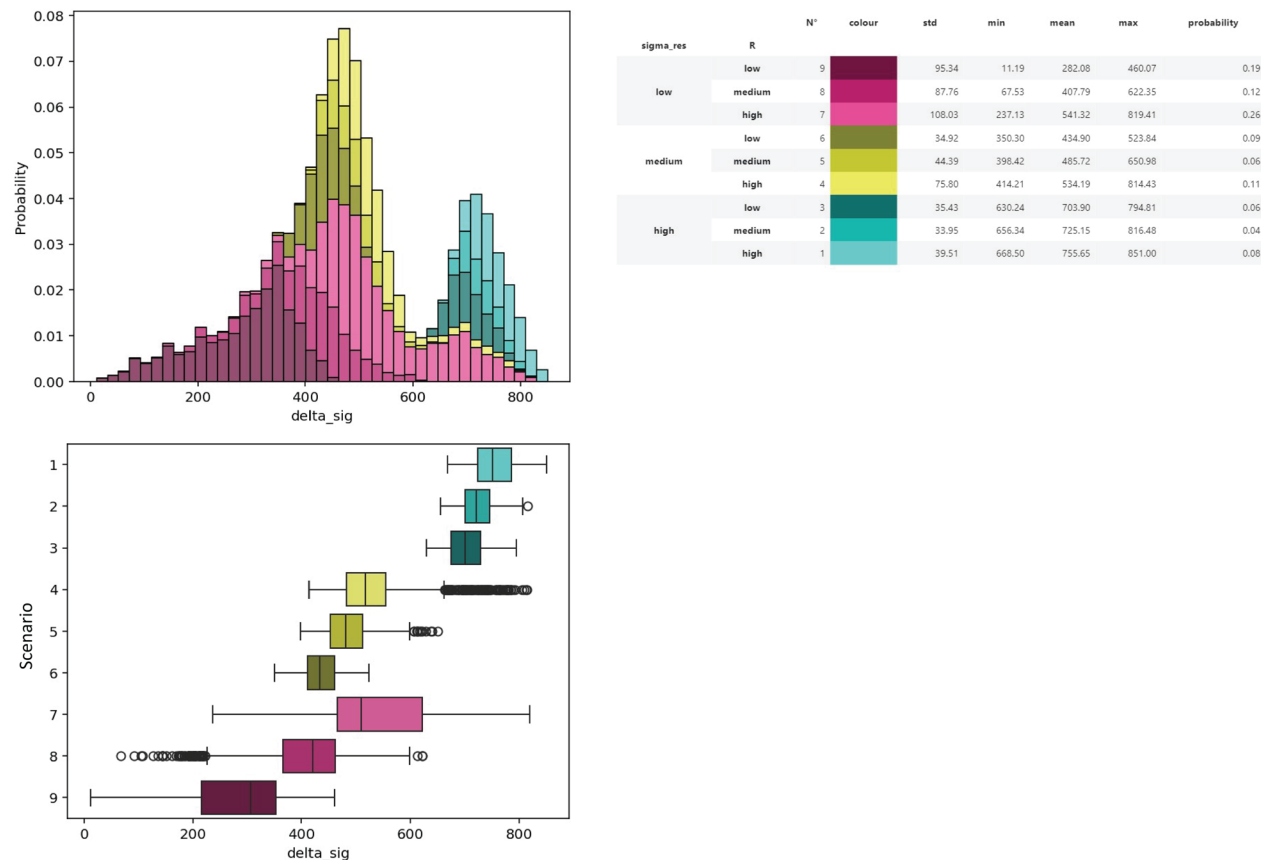 0.08
0.07
0.06
0.05
0.04
0.03
0.02
0.01
0.00
Probability
0 200 400 600 800
delta_sig
N° colour std min mean max probability
sigma_res R
low low 9 95.34 11.19 282.08 460.07 0.19
medium 8 87.76 67.53 407.79 622.35 0.12
high 7 108.03 237.13 541.32 819.41 0.26
medium low 6 34.92 350.30 434.90 523.84 0.09
medium 5 44.39 398.42 485.72 650.98 0.06
high 4 75.80 414.21 534.19 814.43 0.11
high low 3 35.43 630.24 703.90 794.81 0.06
medium 2 33.95 656.34 725.15 816.48 0.04
high 1 39.51 668.50 755.65 851.00 0.08
1
2
3
4
5
6
7
8
9
Scenario
0 200 400 600 800
delta_sig